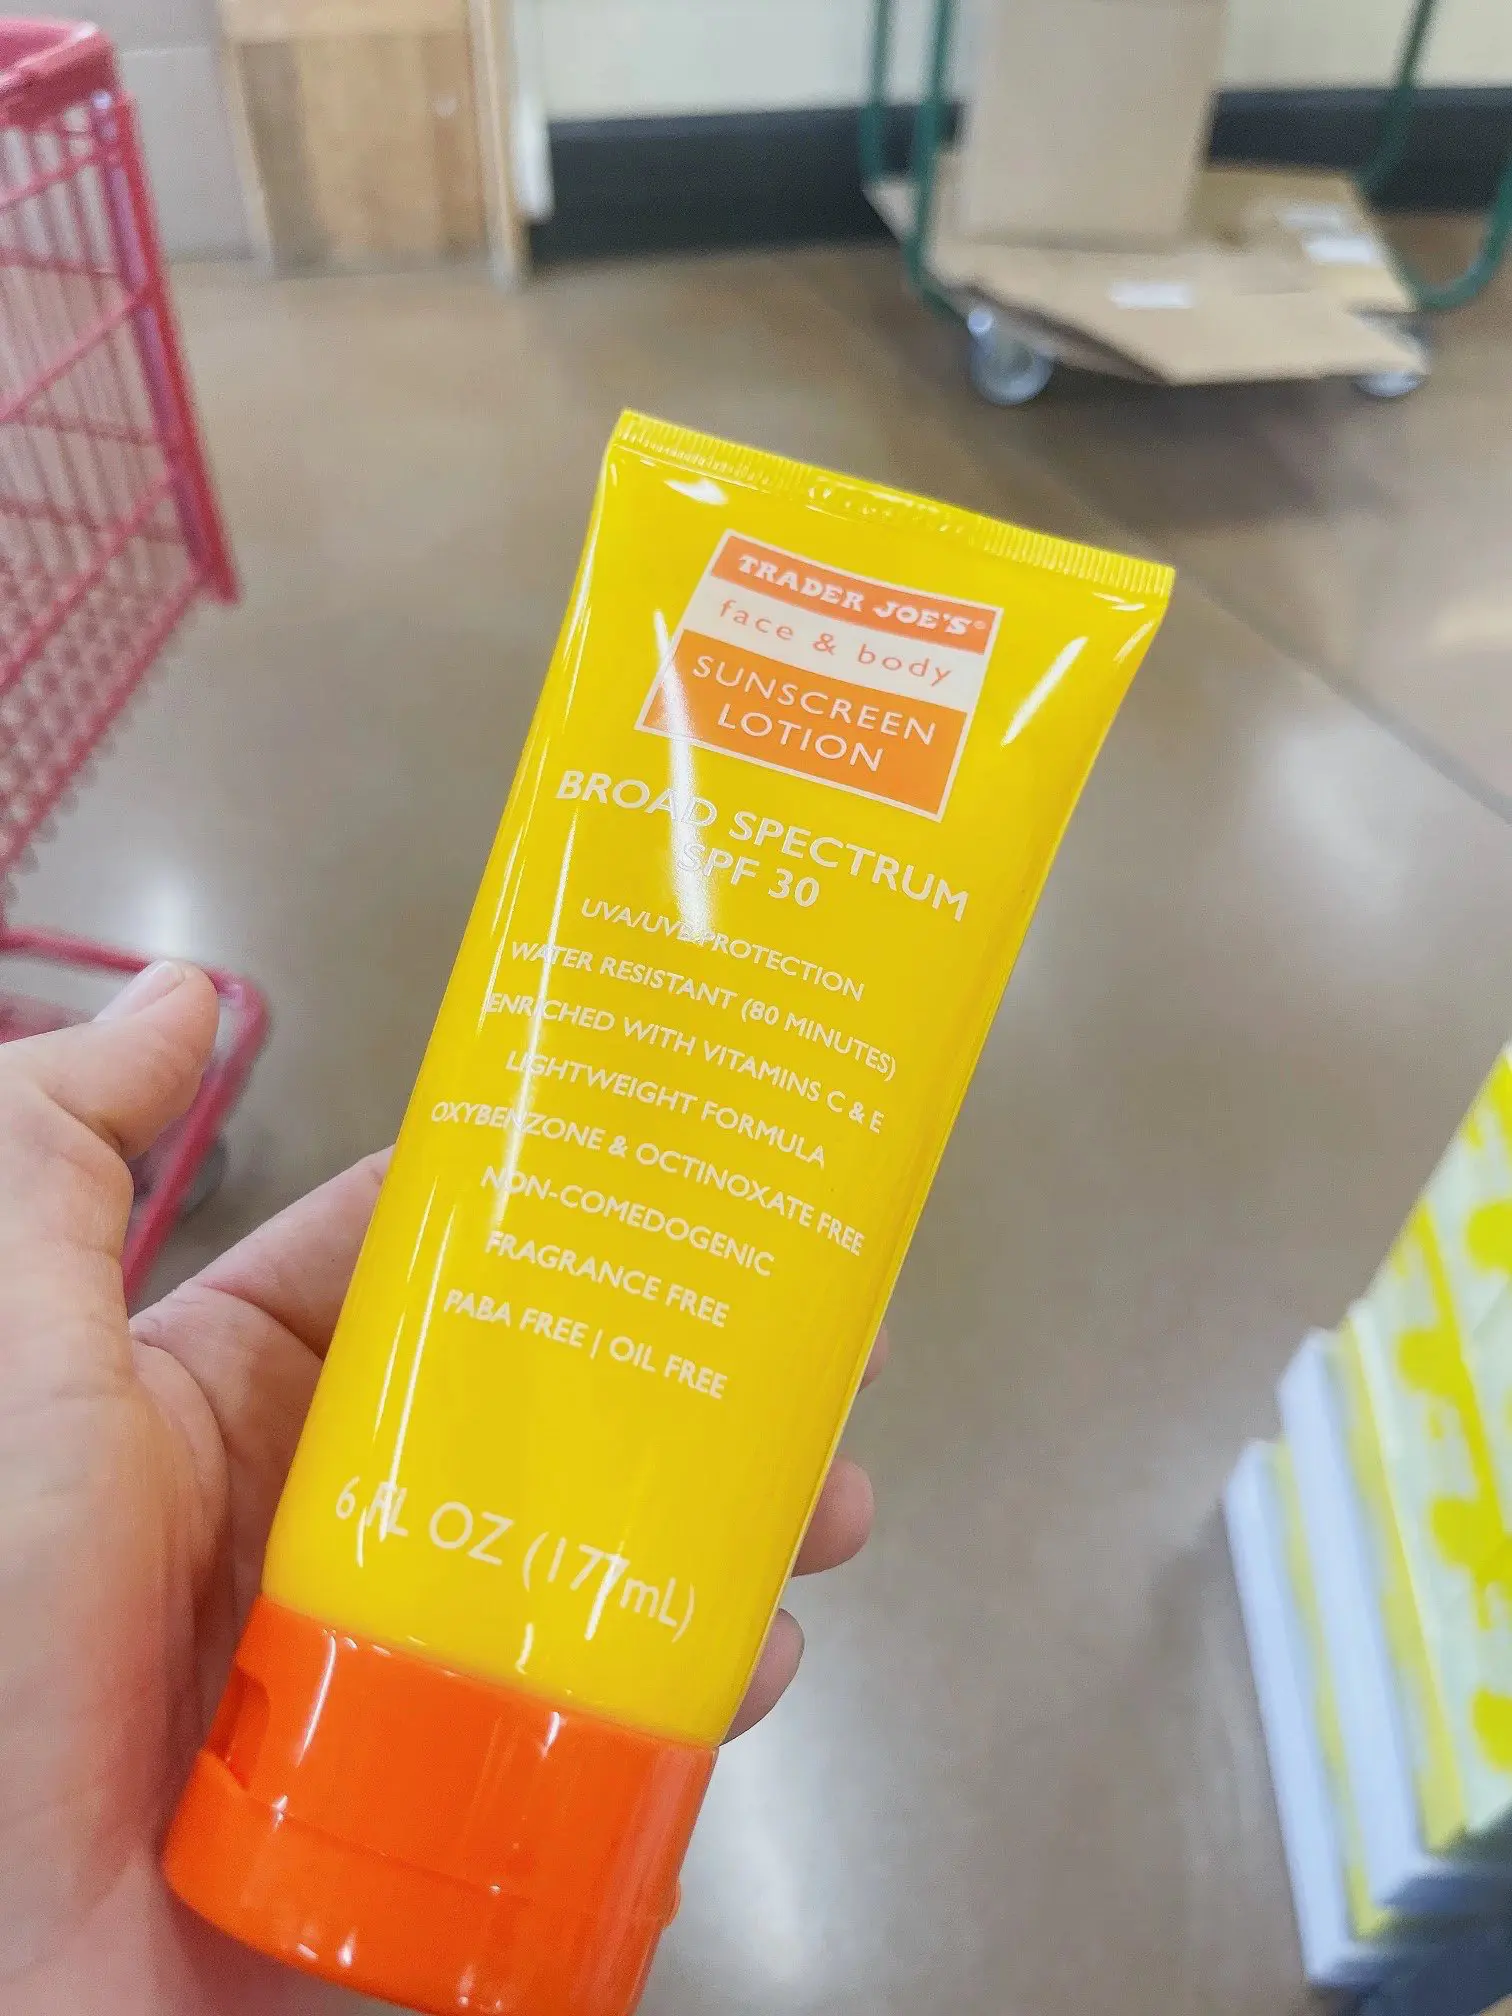 TRADER JOE'S®
face & body
SUNSCREEN
LOTION
BROAD SPECTRUM
SPF 30
UVA/UVB PROTECTION
WATER RESISTANT (80 MINUTES)
ENRICHED WITH VITAMINS C & E
LIGHTWEIGHT FORMULA
OXYBENZONE & OCTINOXATE FREE
NON-COMEDOGENIC
FRAGRANCE FREE
PABA FREE | OIL FREE
6 FL OZ (177mL)